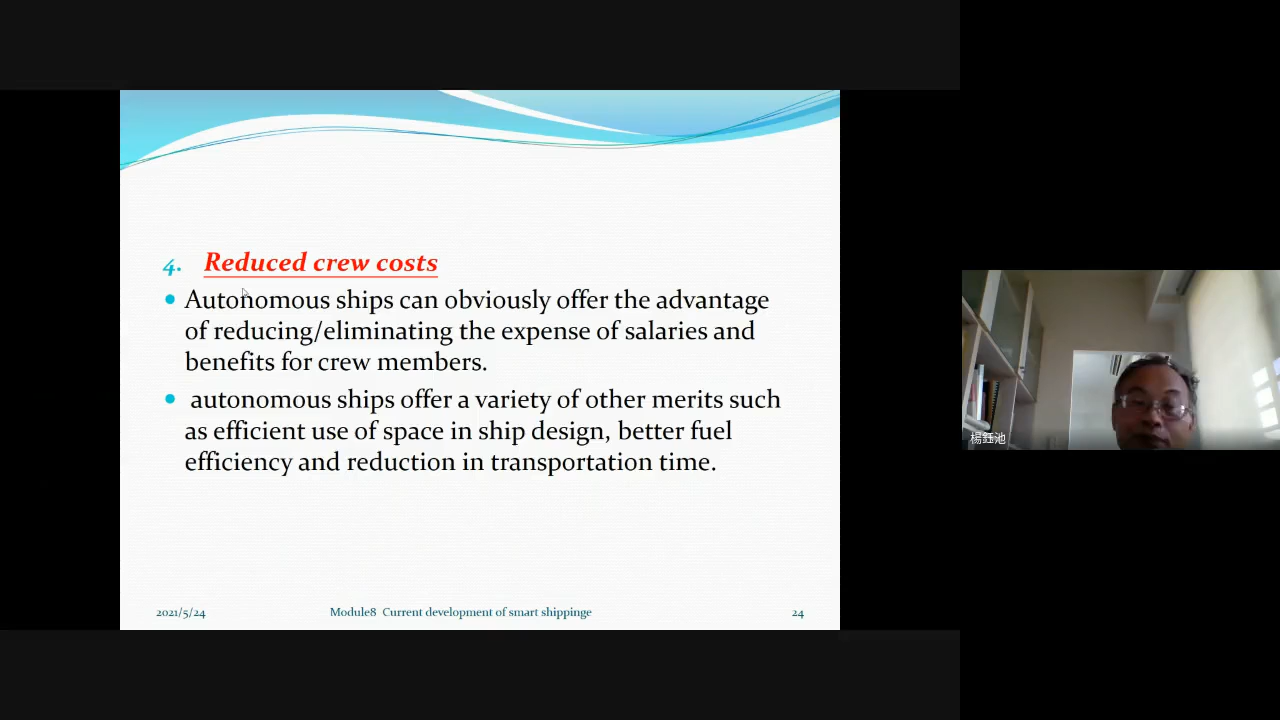 4. Reduced crew costs
• Autonomous ships can obviously offer the advantage
of reducing/eliminating the expense of salaries and
benefits for crew members.
• autonomous ships offer a variety of other merits such
as efficient use of space in ship design, better fuel
efficiency and reduction in transportation time.
2021/5/24 Module8 Current development of smart shippinge 24
楊鈺池